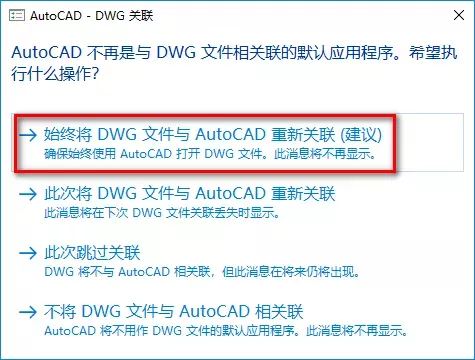 AutoCAD - DWG 关联
AutoCAD 不再是与 DWG 文件相关联的默认应用程序。希望执
行什么操作?
始终将 DWG 文件与 AutoCAD 重新关联 (建议)
确保始终使用 AutoCAD 打开 DWG 文件。此消息将不再显示。
此次将 DWG 文件与 AutoCAD 重新关联
此消息将在下次 DWG 文件关联丢失时显示。
此次跳过关联
DWG 将不与 AutoCAD 相关联，但此消息在将来仍将出现。
不将 DWG 文件与 AutoCAD 相关联
AutoCAD 将不用作 DWG 文件的默认应用程序。此消息将不再显示。